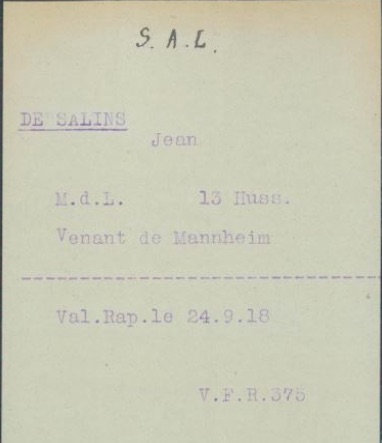 S. A. L.
DE SALINS
Jean
M.d.L. 13 Huss.
Venant de Mannheim
Val.Rap.le 24.9.18
V.F.R.375